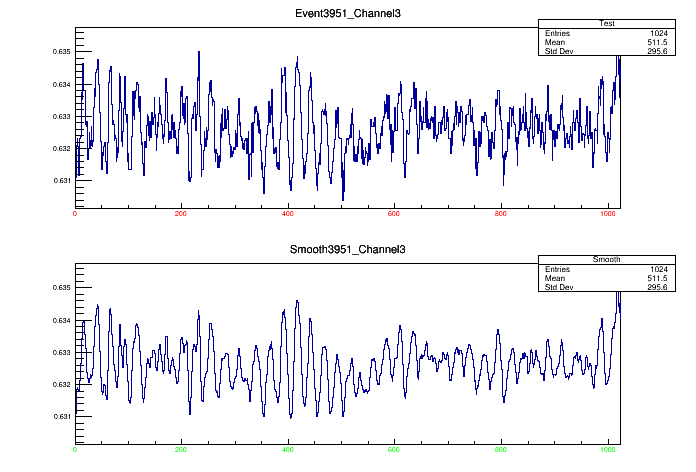 Event3951_Channel3
Test
Entries 1024
Mean 511.5
Std Dev 295.6
0.635
0.634
0.633
0.632
0.631
0 200 400 600 800 1000
Smooth3951_Channel3
Smooth
Entries 1024
Mean 511.5
Std Dev 295.6
0.635
0.634
0.633
0.632
0.631
0 200 400 600 800 1000